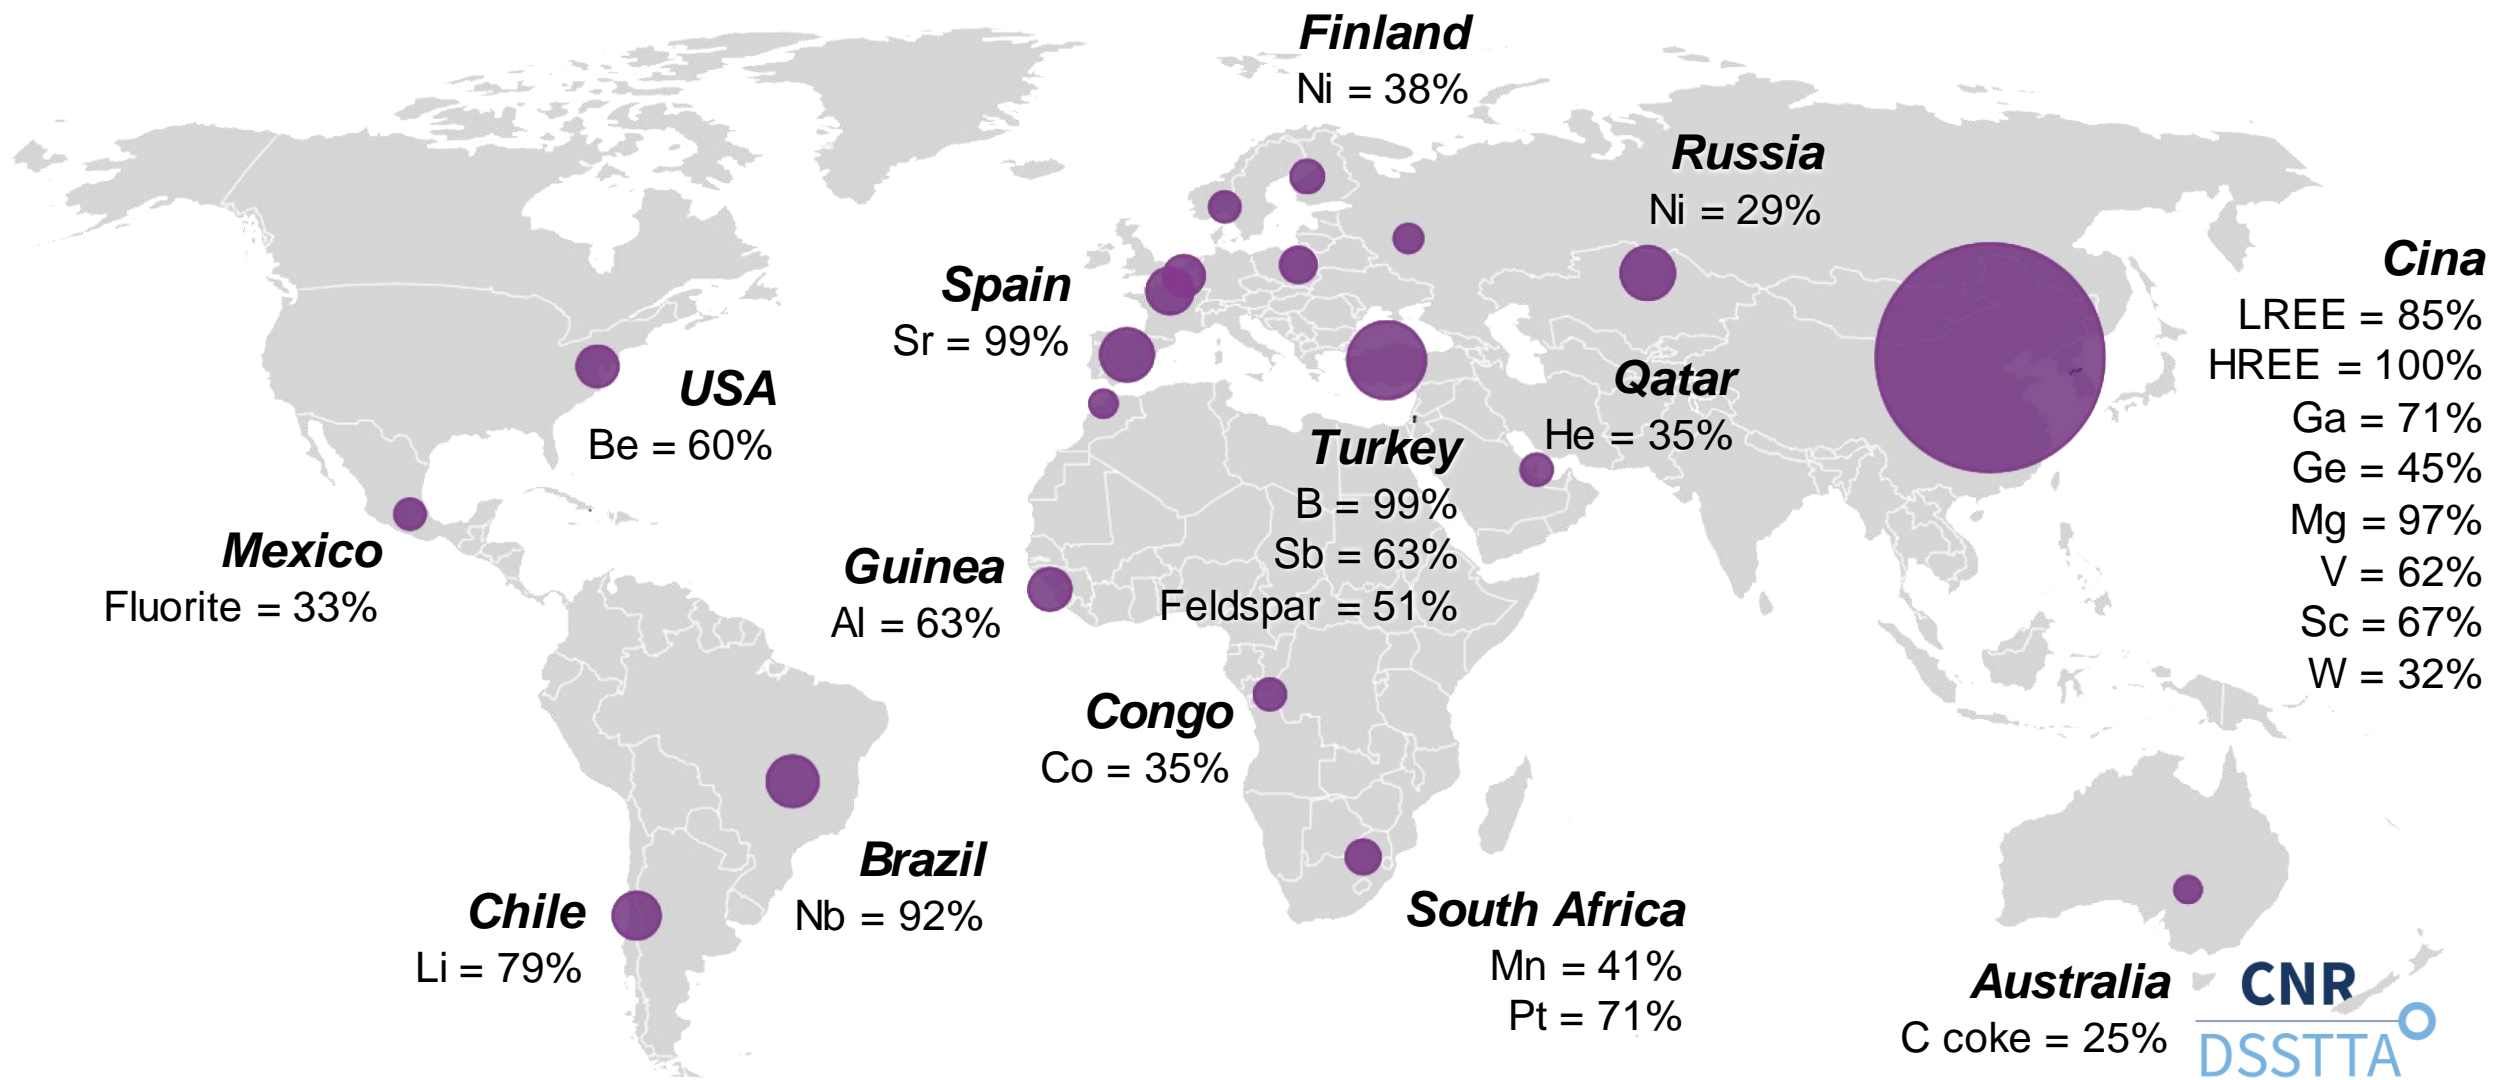 Finland
Ni = 38%
Russia
Ni = 29%
Cina
LREE = 85%
HREE = 100%
Ga = 71%
Ge = 45%
Mg = 97%
V = 62%
Sc = 67%
W = 32%
Spain
Sr = 99%
USA
Be = 60%
Qatar
He = 35%
Turkey
B = 99%
Sb = 63%
Feldspar = 51%
Mexico
Fluorite = 33%
Guinea
Al = 63%
Congo
Co = 35%
Brazil
Nb = 92%
Chile
Li = 79%
South Africa
Mn = 41%
Pt = 71%
Australia
C coke = 25%
CNR
DSSTTA